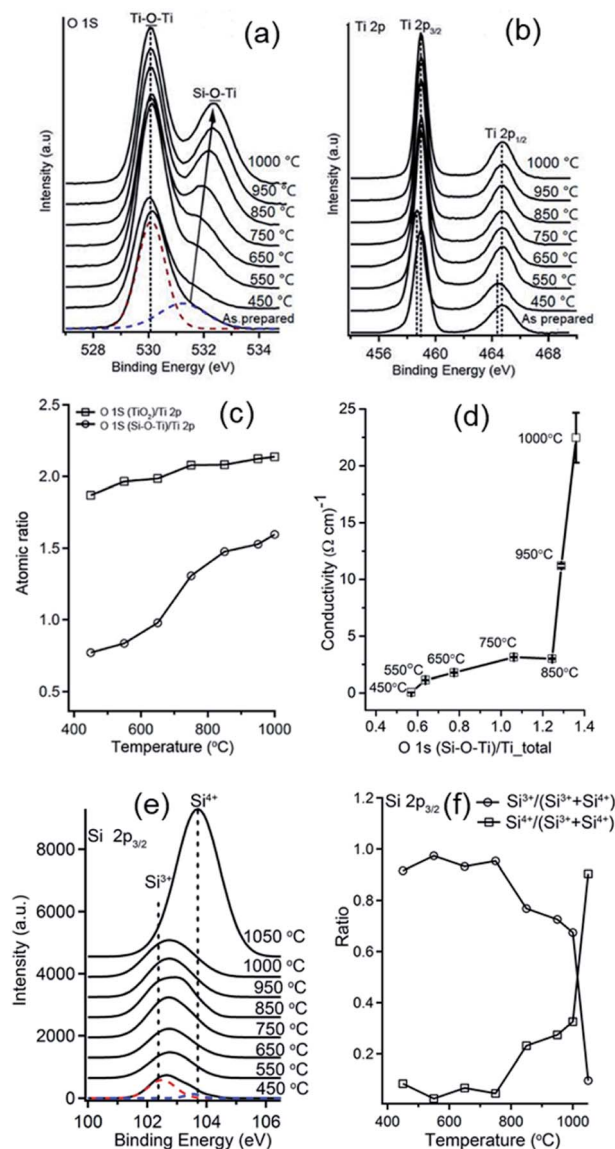 O 1S
Ti-O-Ti
(a)
Si-O-Ti
1000 °C
950 °C
850 °C
750 °C
650 °C
550 °C
450 °C
As prepared
Intensity (a.u)
528 530 532 534
Binding Energy (eV)
Ti 2p
Ti 2p3/2
(b)
Ti 2p1/2
1000 °C
950 °C
850 °C
750 °C
650 °C
550 °C
450 °C
As prepared
Intensity (a.u)
456 460 464 468
Binding Energy (eV)
(c)
O 1S (TiO2)/Ti 2p
O 1S (Si-O-Ti)/Ti 2p
2.5
2.0
1.5
1.0
0.5
Atomic ratio
400 600 800 1000
Temperature (°C)
(d)
25
20
15
10
5
0
Conductivity (Ω cm)-1
1000°C
950°C
850°C
750°C
650°C
550°C
450°C
0.4 0.6 0.8 1.0 1.2 1.4
O 1s (Si-O-Ti)/Ti_total
(e)
Si 2p3/2
Si4+
Si3+
8000
6000
4000
2000
0
Intensity (a.u.)
1050 °C
1000 °C
950 °C
850 °C
750 °C
650 °C
550 °C
450 °C
100 102 104 106
Binding Energy (eV)
Si 2p3/2
(f)
Si3+/(Si3++Si4+)
Si4+/(Si3++Si4+)
1.0
0.8
0.6
0.4
0.2
Ratio
400 600 800 1000
Temperature (°C)